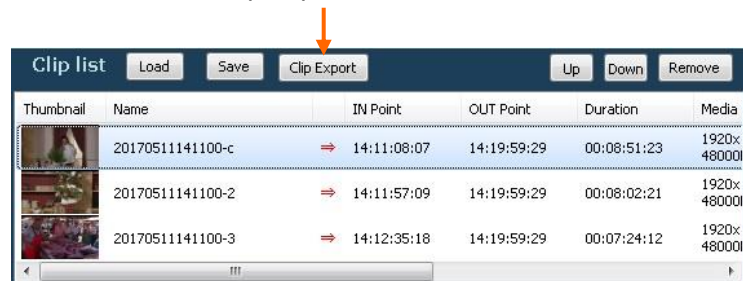 Clip list Load Save Clip Export Up Down Remove
Thumbnail Name IN Point OUT Point Duration Media
20170511141100-c ⇒ 14:11:08:07 14:19:59:29 00:08:51:23 1920x
48000
20170511141100-2 ⇒ 14:11:57:09 14:19:59:29 00:08:02:21 1920x
48000
20170511141100-3 ⇒ 14:12:35:18 14:19:59:29 00:07:24:12 1920x
48000